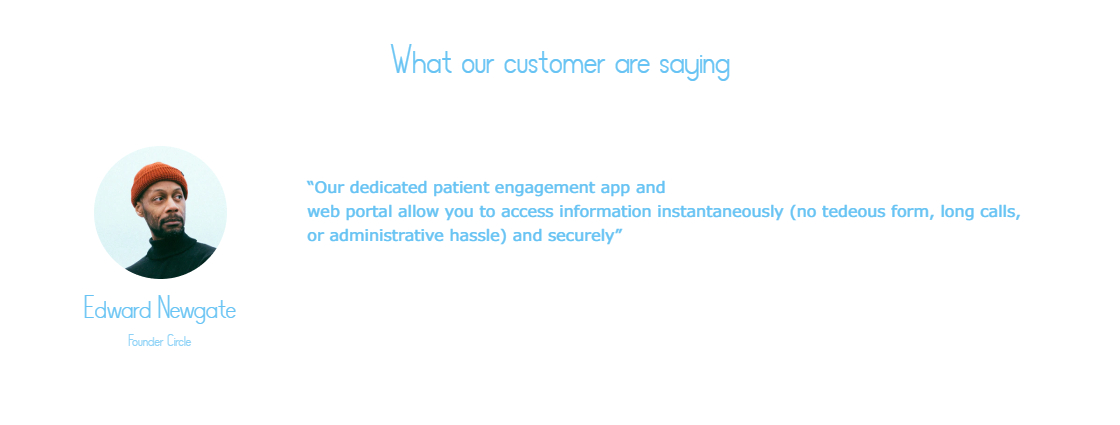 What our customer are saying
“Our dedicated patient engagement app and
web portal allow you to access information instantaneously (no tedeous form, long calls,
or administrative hassle) and securely”
Edward Newgate
Founder Circle